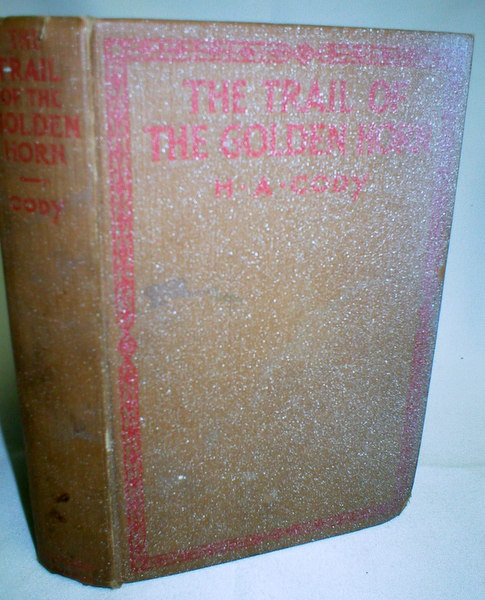 THE
TRAIL
OF THE
GOLDEN
HORN
CODY
THE TRAIL OF
THE GOLDEN HORN
H·A·CODY